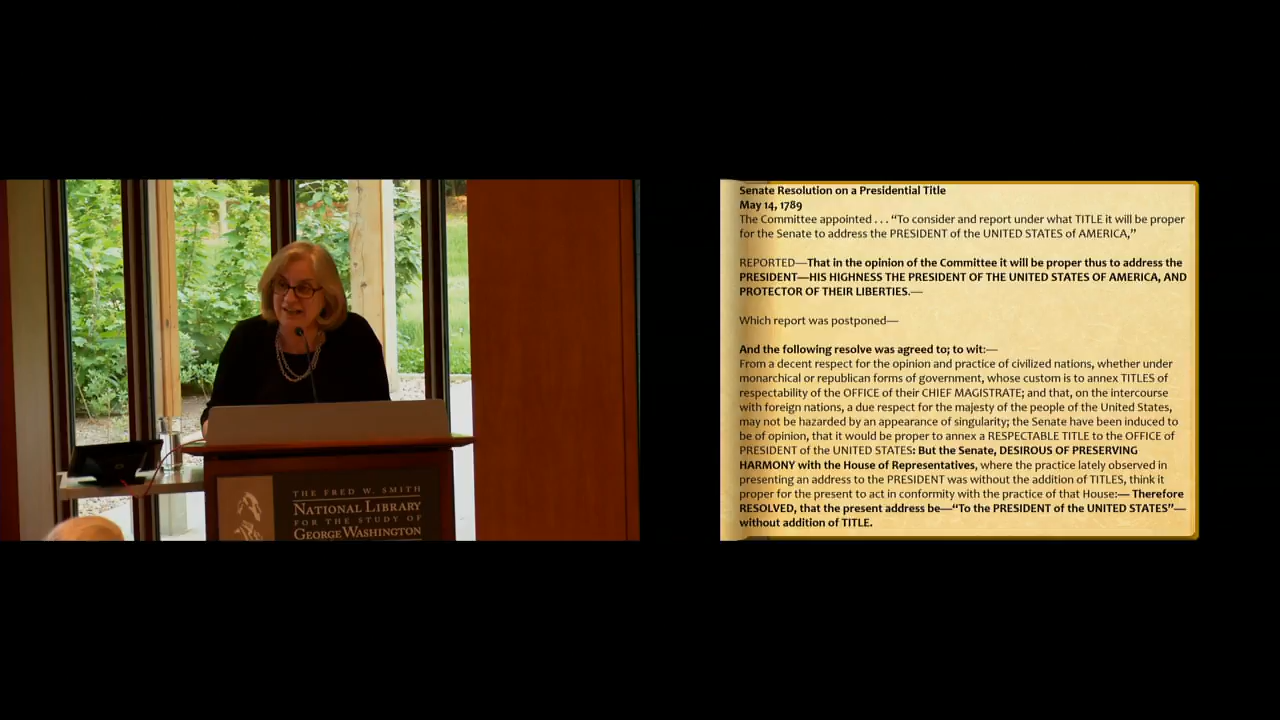 THE FRED W. SMITH
NATIONAL LIBRARY
FOR THE STUDY OF
GEORGE WASHINGTON
Senate Resolution on a Presidential Title
May 14, 1789
The Committee appointed . . . “To consider and report under what TITLE it will be proper
for the Senate to address the PRESIDENT of the UNITED STATES of AMERICA,”
REPORTED—That in the opinion of the Committee it will be proper thus to address the
PRESIDENT—HIS HIGHNESS THE PRESIDENT OF THE UNITED STATES OF AMERICA, AND
PROTECTOR OF THEIR LIBERTIES.—
Which report was postponed—
And the following resolve was agreed to; to wit:—
From a decent respect for the opinion and practice of civilized nations, whether under
monarchical or republican forms of government, whose custom is to annex TITLES of
respectability of the OFFICE of their CHIEF MAGISTRATE; and that, on the intercourse
with foreign nations, a due respect for the majesty of the people of the United States,
may not be hazarded by an appearance of singularity; the Senate have been induced to
be of opinion, that it would be proper to annex a RESPECTABLE TITLE to the OFFICE of
PRESIDENT of the UNITED STATES: But the Senate, DESIROUS OF PRESERVING
HARMONY with the House of Representatives, where the practice lately observed in
presenting an address to the PRESIDENT was without the addition of TITLES, think it
proper for the present to act in conformity with the practice of that House:— Therefore
RESOLVED, that the present address be—“To the PRESIDENT of the UNITED STATES”—
without addition of TITLE.